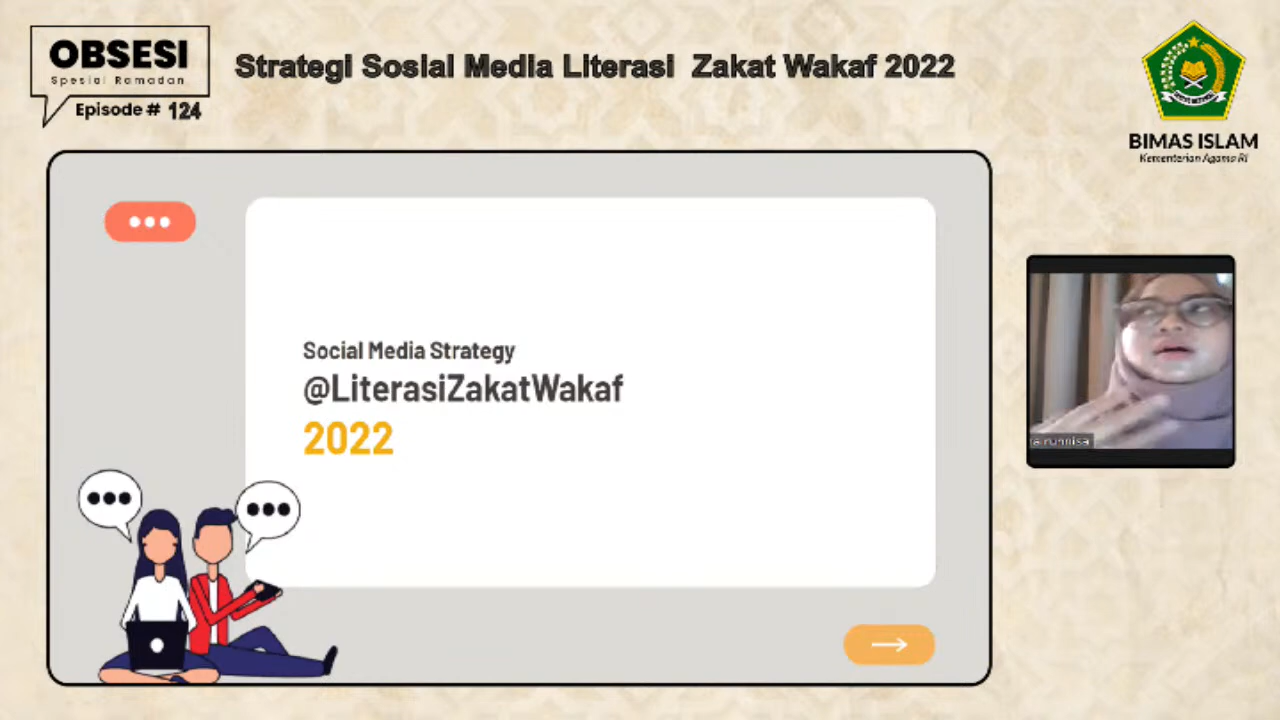 OBSESI
Spesial Ramadan
Episode # 124
Strategi Sosial Media Literasi Zakat Wakaf 2022
BIMAS ISLAM
Kementerian Agama RI
Social Media Strategy
@LiterasiZakatWakaf
2022